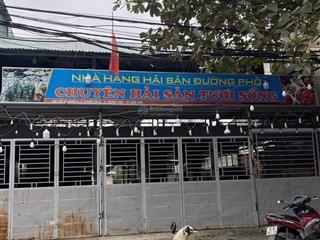 NHÀ HÀNG HẢI SẢN ĐƯỜNG PHỐ
CHUYÊN HẢI SẢN TƯƠI SỐNG